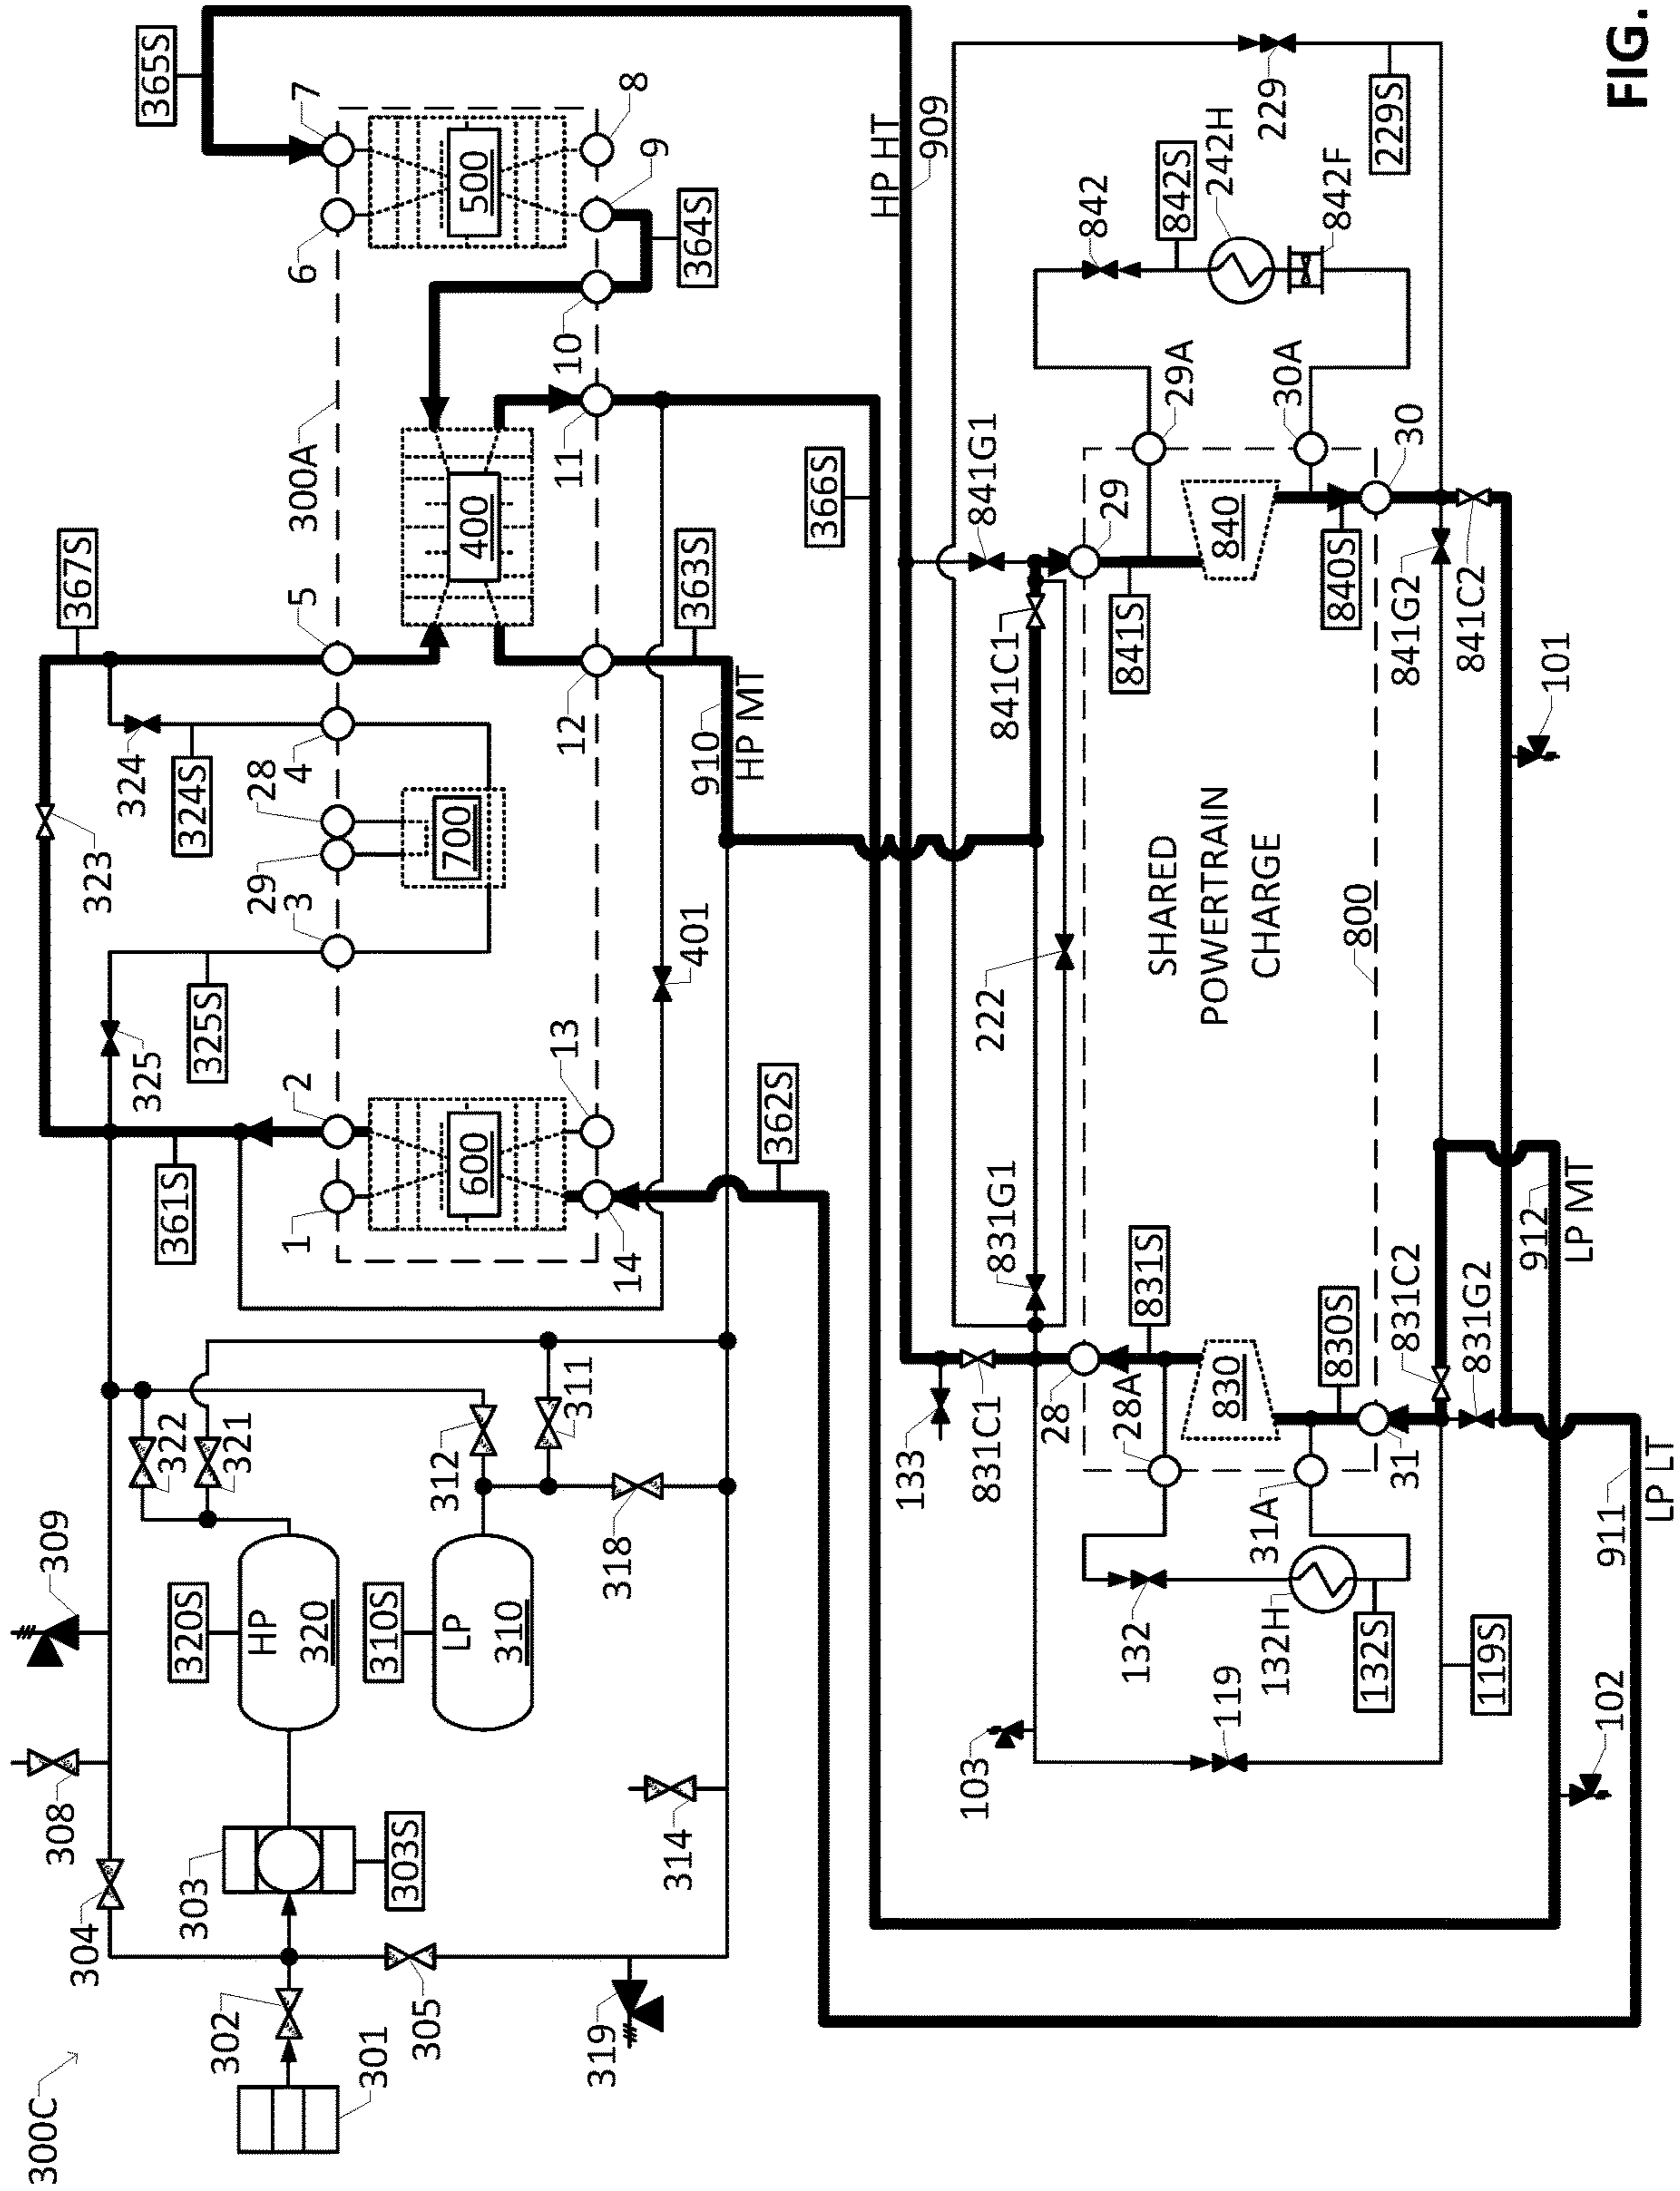 300C
301
302
303
303S
304
305
308
309
319
314
HP
320
320S
LP
310
310S
318
312
311
322
321
361S
325
325S
323
324
324S
367S
300A
1
2
3
29
28
4
5
6
7
365S
600
700
400
500
14
13
12
11
10
9
8
362S
401
363S
364S
366S
910
HP MT
HP HT
909
103
119
119S
132
132H
132S
133
831C1
28
28A
831S
831G1
222
841C1
841G1
29
841S
29A
30A
842
842S
242H
842F
229
229S
SHARED
POWERTRAIN
CHARGE
800
830
830S
31A
31
831C2
831G2
840
840S
30
841G2
841C2
101
102
912
LP MT
911
LP LT
FIG.